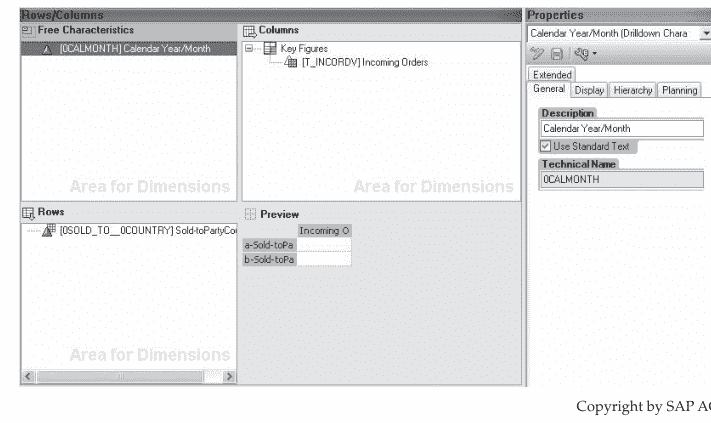 Rows/Columns
Free Characteristics
[0CALMONTH] Calendar Year/Month
Area for Dimensions
Columns
Key Figures
[T_INCORDV] Incoming Orders
Area for Dimensions
Rows
[0SOLD_TO__0COUNTRY] Sold-toPartyCo
Area for Dimensions
Preview
Incoming O
a-Sold-toPa
b-Sold-toPa
Properties
Calendar Year/Month (Drilldown Chara
Extended
General Display Hierarchy Planning
Description
Calendar Year/Month
Use Standard Text
Technical Name
0CALMONTH
Copyright by SAP AG